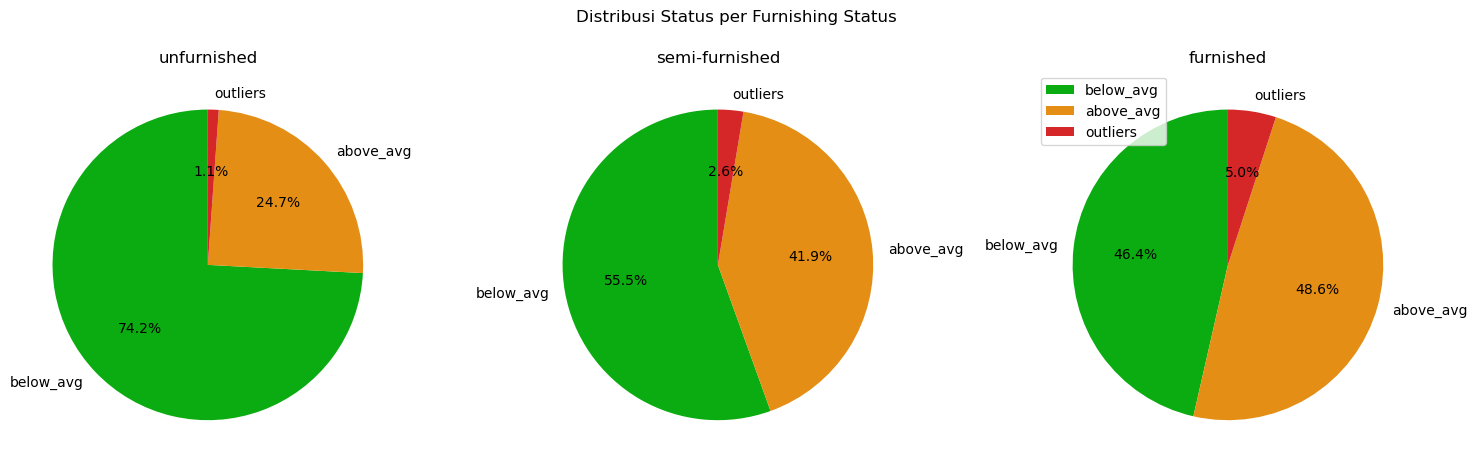 Distribusi Status per Furnishing Status
unfurnished
outliers
above_avg
1.1%
24.7%
74.2%
below_avg
semi-furnished
outliers
2.6%
above_avg
41.9%
55.5%
below_avg
furnished
below_avg
above_avg
outliers
outliers
5.0%
below_avg
46.4%
48.6%
above_avg